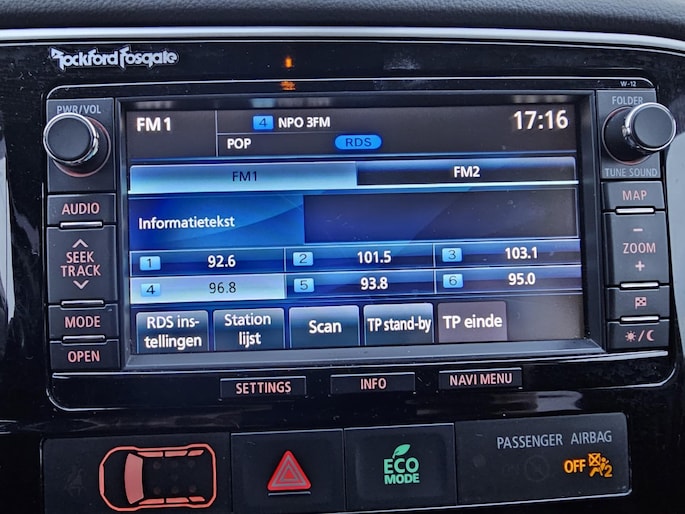 Rockford Fosgate
W-12
PWR/VOL
FOLDER
FM1
4 NPO 3FM
17:16
POP
RDS
TUNE SOUND
FM1
FM2
AUDIO
MAP
Informatietekst
SEEK
TRACK
−
ZOOM
+
1 92.6
2 101.5
3 103.1
4 96.8
5 93.8
6 95.0
MODE
RDS ins-
tellingen
Station
lijst
Scan
TP stand-by
TP einde
OPEN
SETTINGS
INFO
NAVI MENU
ECO
MODE
PASSENGER AIRBAG
OFF
2